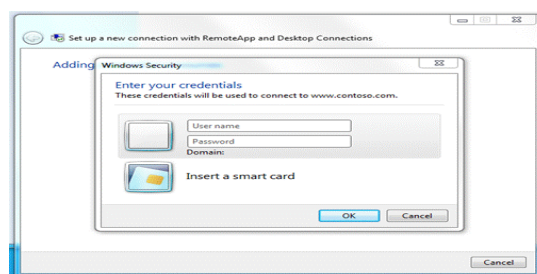 Set up a new connection with RemoteApp and Desktop Connections
Adding
Windows Security
Enter your credentials
These credentials will be used to connect to www.contoso.com.
User name
Password
Domain:
Insert a smart card
OK
Cancel
Cancel